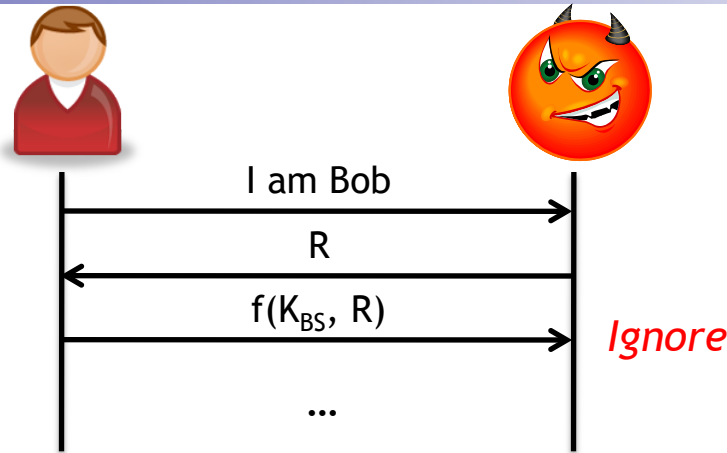 I am Bob
R
f(K_BS, R)
Ignore
...